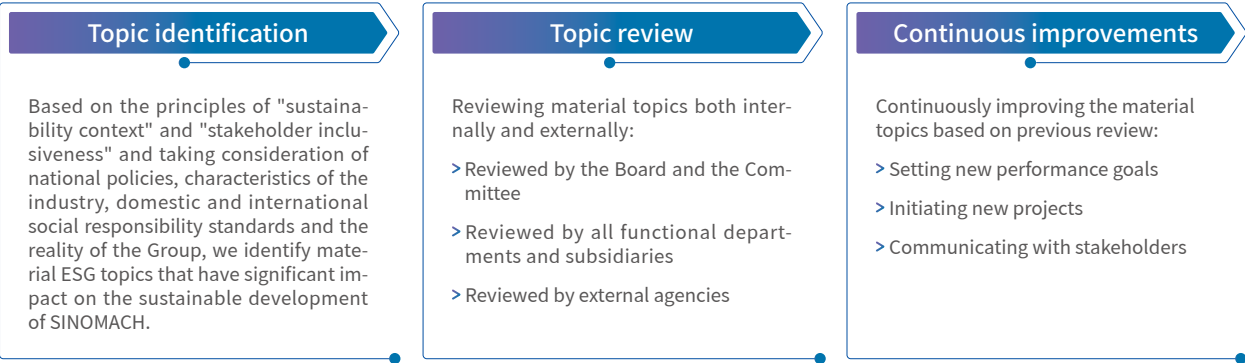 Topic identification
Based on the principles of "sustaina-
bility context" and "stakeholder inclu-
siveness" and taking consideration of
national policies, characteristics of the
industry, domestic and international
social responsibility standards and the
reality of the Group, we identify mate-
rial ESG topics that have significant im-
pact on the sustainable development
of SINOMACH.
Topic review
Reviewing material topics both inter-
nally and externally:
> Reviewed by the Board and the Com-
mittee
> Reviewed by all functional depart-
ments and subsidiaries
> Reviewed by external agencies
Continuous improvements
Continuously improving the material
topics based on previous review:
> Setting new performance goals
> Initiating new projects
> Communicating with stakeholders